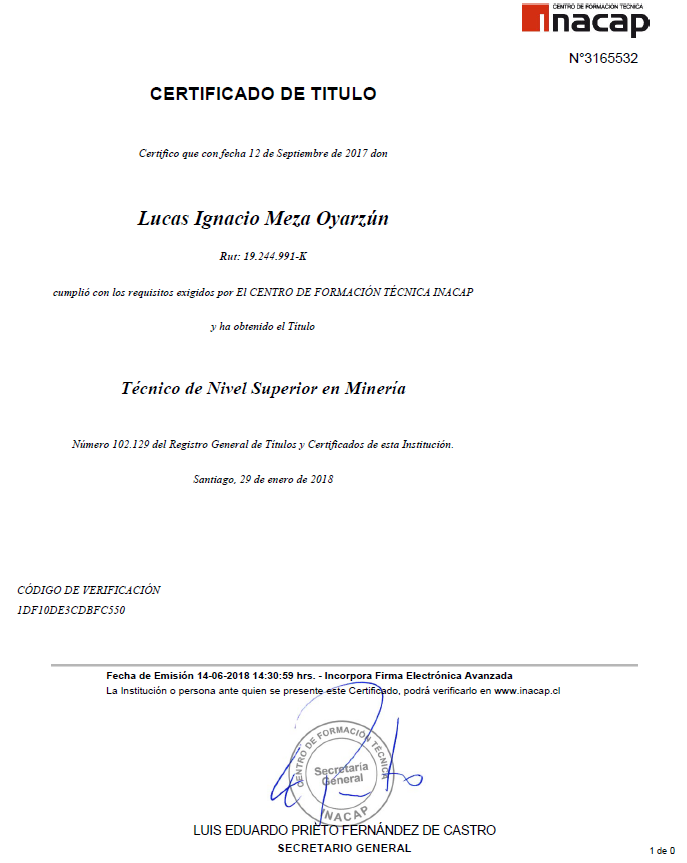 CENTRO DE FORMACION TECNICA
inacap
N°3165532
CERTIFICADO DE TITULO
Certifico que con fecha 12 de Septiembre de 2017 don
Lucas Ignacio Meza Oyarzún
Rut: 19.244.991-K
cumplió con los requisitos exigidos por El CENTRO DE FORMACIÓN TÉCNICA INACAP
y ha obtenido el Título
Técnico de Nivel Superior en Minería
Número 102.129 del Registro General de Títulos y Certificados de esta Institución.
Santiago, 29 de enero de 2018
CÓDIGO DE VERIFICACIÓN
1DF10DE3CDBFC550
Fecha de Emisión 14-06-2018 14:30:59 hrs. - Incorpora Firma Electrónica Avanzada
La Institución o persona ante quien se presente este Certificado, podrá verificarlo en www.inacap.cl
CENTRO DE FORMACIÓN TÉCNICA
Secretaría
General
INACAP
LUIS EDUARDO PRIETO FERNÁNDEZ DE CASTRO
SECRETARIO GENERAL
1 de 0